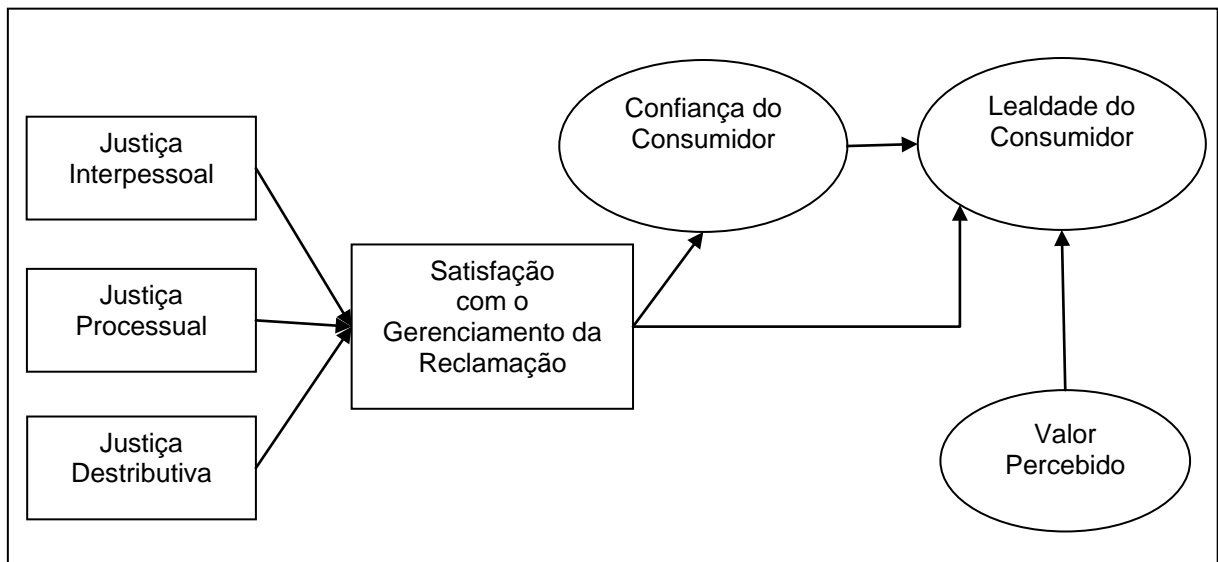 Justiça
Interpessoal
Justiça
Processual
Justiça
Destributiva
Satisfação
com o
Gerenciamento da
Reclamação
Confiança do
Consumidor
Lealdade do
Consumidor
Valor
Percebido